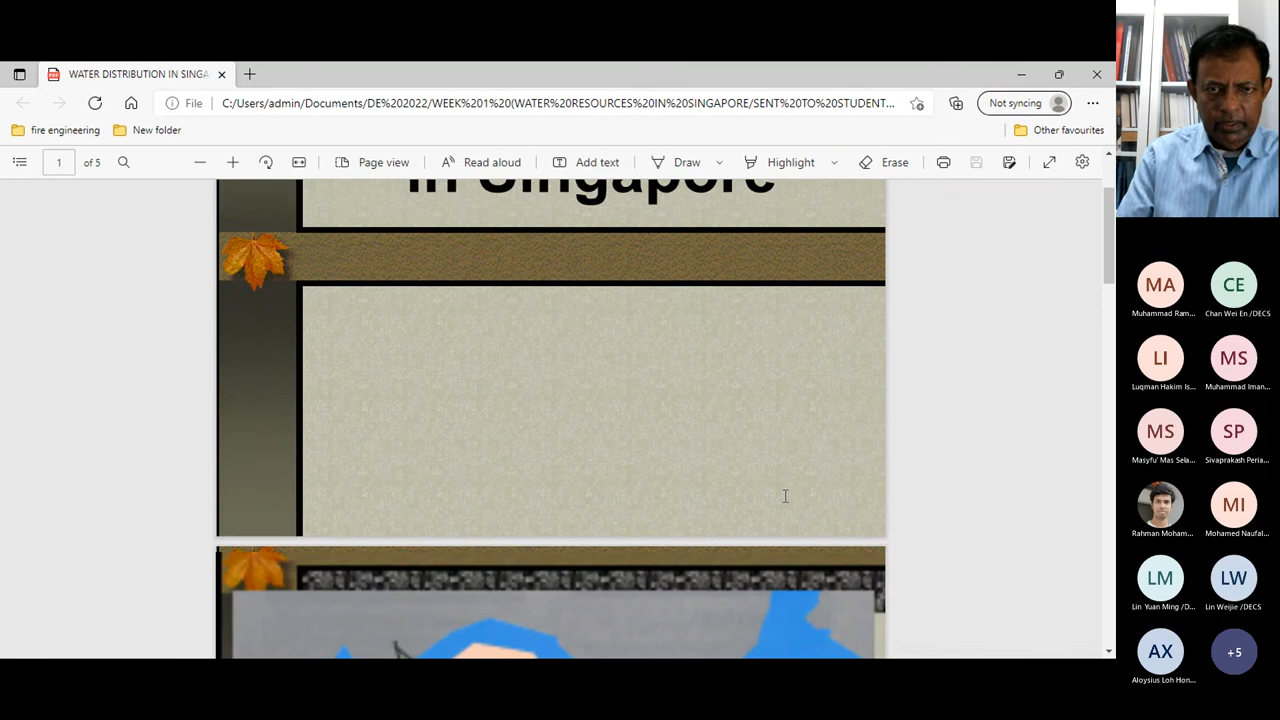 WATER DISTRIBUTION IN SINGA
File
C:/Users/admin/Documents/DE%202022/WEEK%201%20(WATER%20RESOURCES%20IN%20SINGAPORE/SENT%20TO%20STUDENT...
Not syncing
fire engineering
New folder
Other favourites
1
of 5
Page view
Read aloud
Add text
Draw
Highlight
Erase
in Singapore
MA
CE
Muhammad Ram...
Chan Wei En /DECS
LI
MS
Luqman Hakim Is...
Muhammad Iman...
MS
SP
Masyfu' Mas Sela...
Sivaprakash Peria...
MI
Rahman Moham...
Mohamed Naufal...
LM
LW
Lin Yuan Ming /D...
Lin Weijie /DECS
AX
+5
Aloysius Loh Hon...